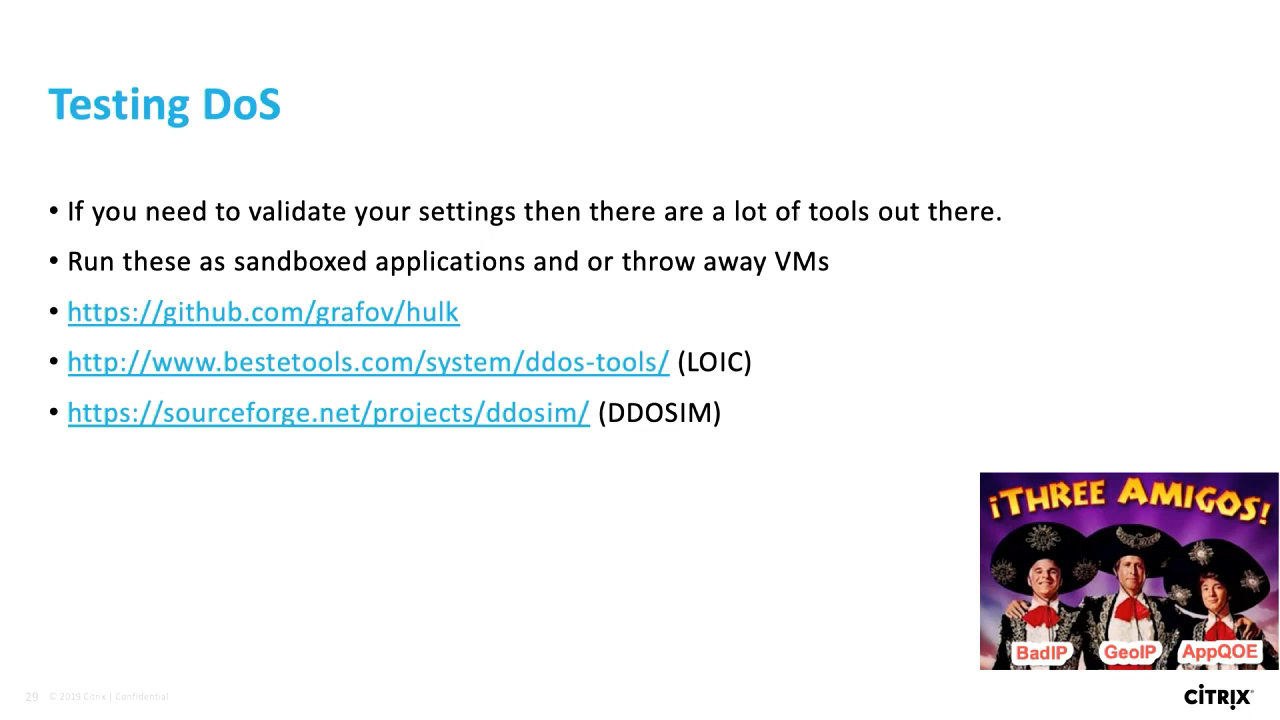 Testing DoS
• If you need to validate your settings then there are a lot of tools out there.
• Run these as sandboxed applications and or throw away VMs
• https://github.com/grafov/hulk
• http://www.bestetools.com/system/ddos-tools/ (LOIC)
• https://sourceforge.net/projects/ddosim/ (DDOSIM)
¡THREE AMIGOS!
BadIP GeoIP AppQOE
29 © 2019 Citrix | Confidential
CITRIX